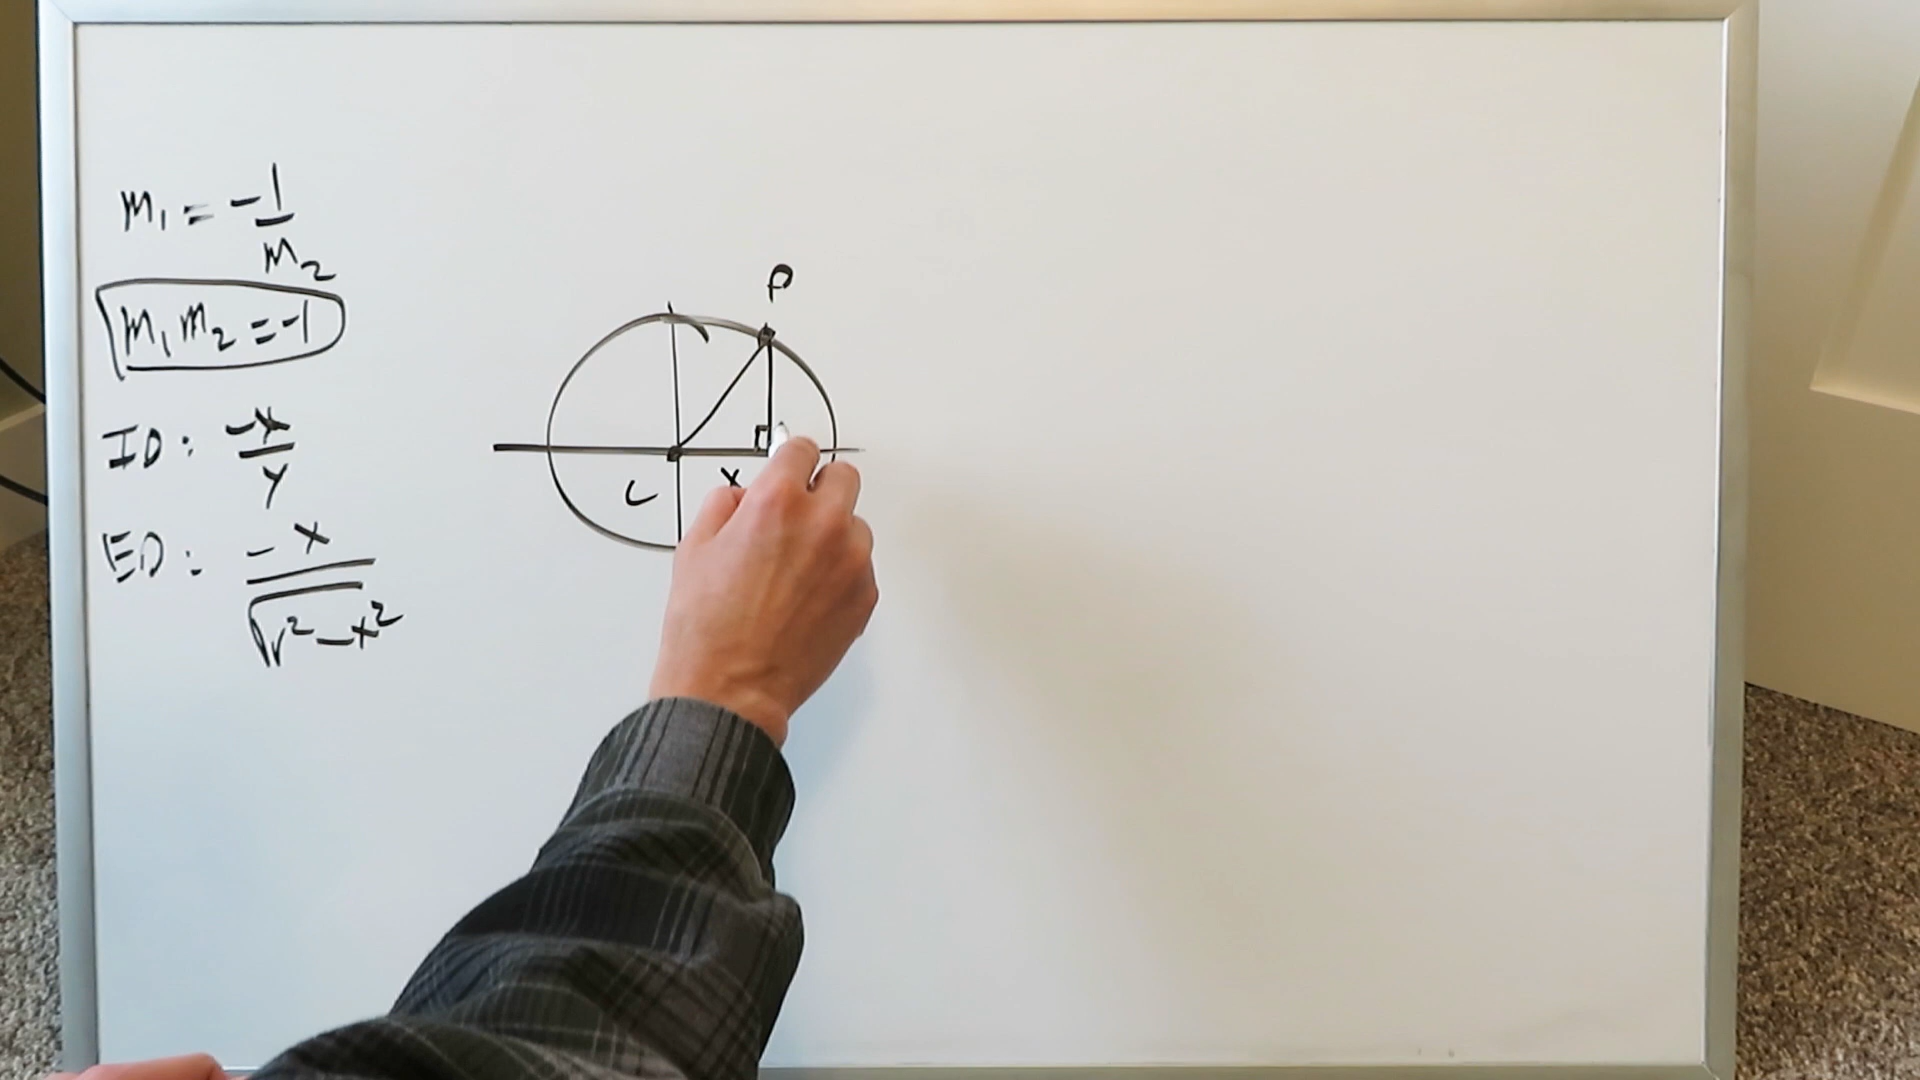 m₁ = -1/m₂
m₁m₂ = -1
ID: -x/y
ED: -x/√r²-x²
P
C
x